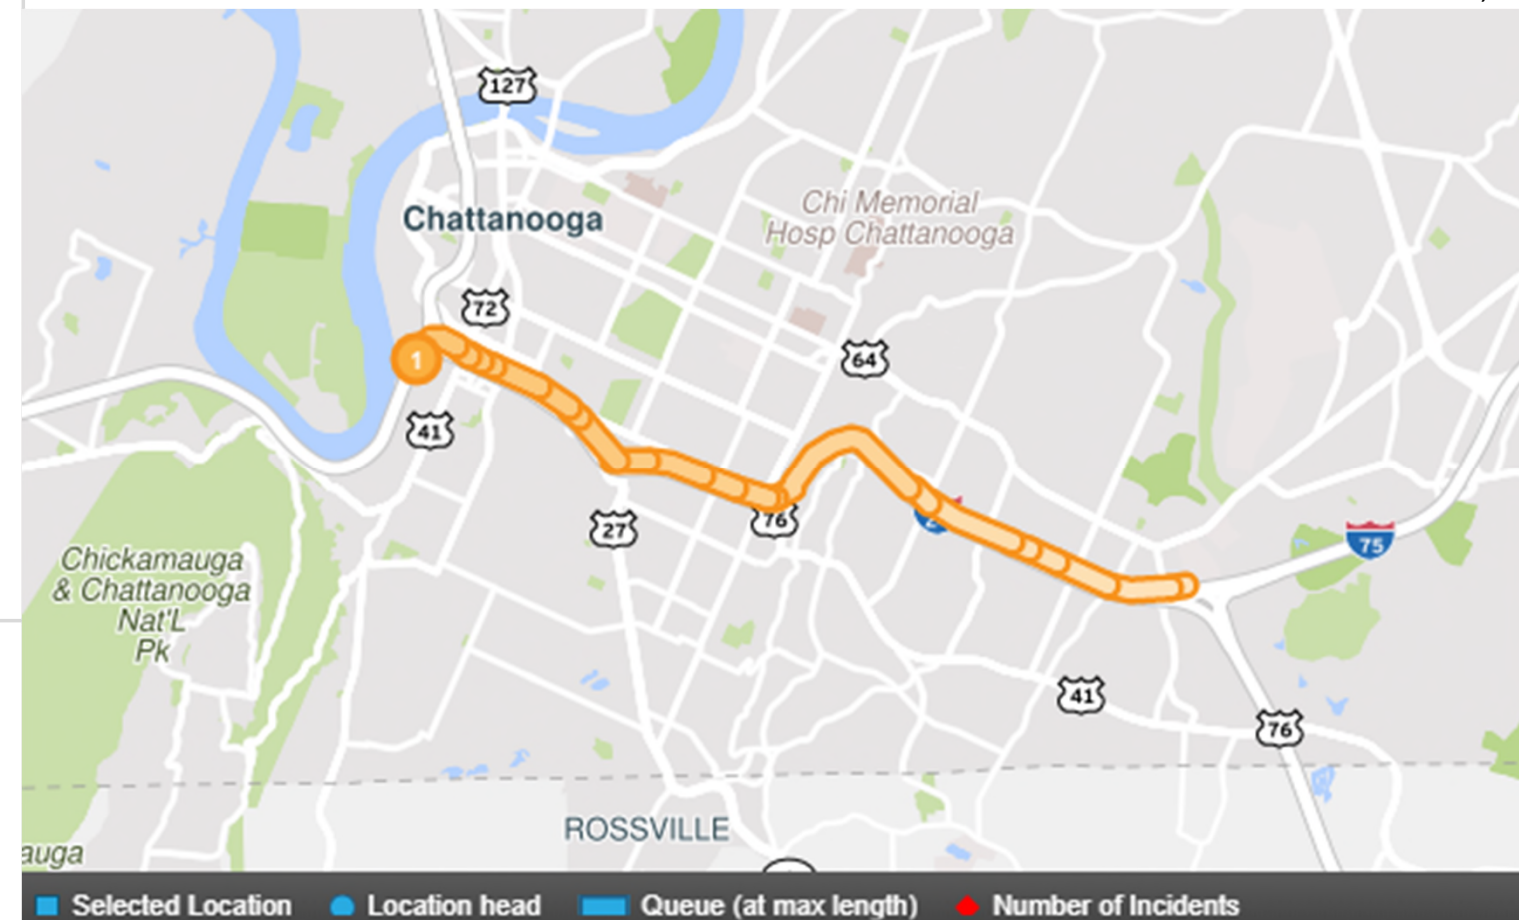 127
Chi Memorial
Hosp Chattanooga
Chattanooga
72
1
64
41
76
27
75
Chickamauga
& Chattanooga
Nat'L
Pk
41
76
ROSSVILLE
auga
Selected Location Location head Queue (at max length) Number of Incidents